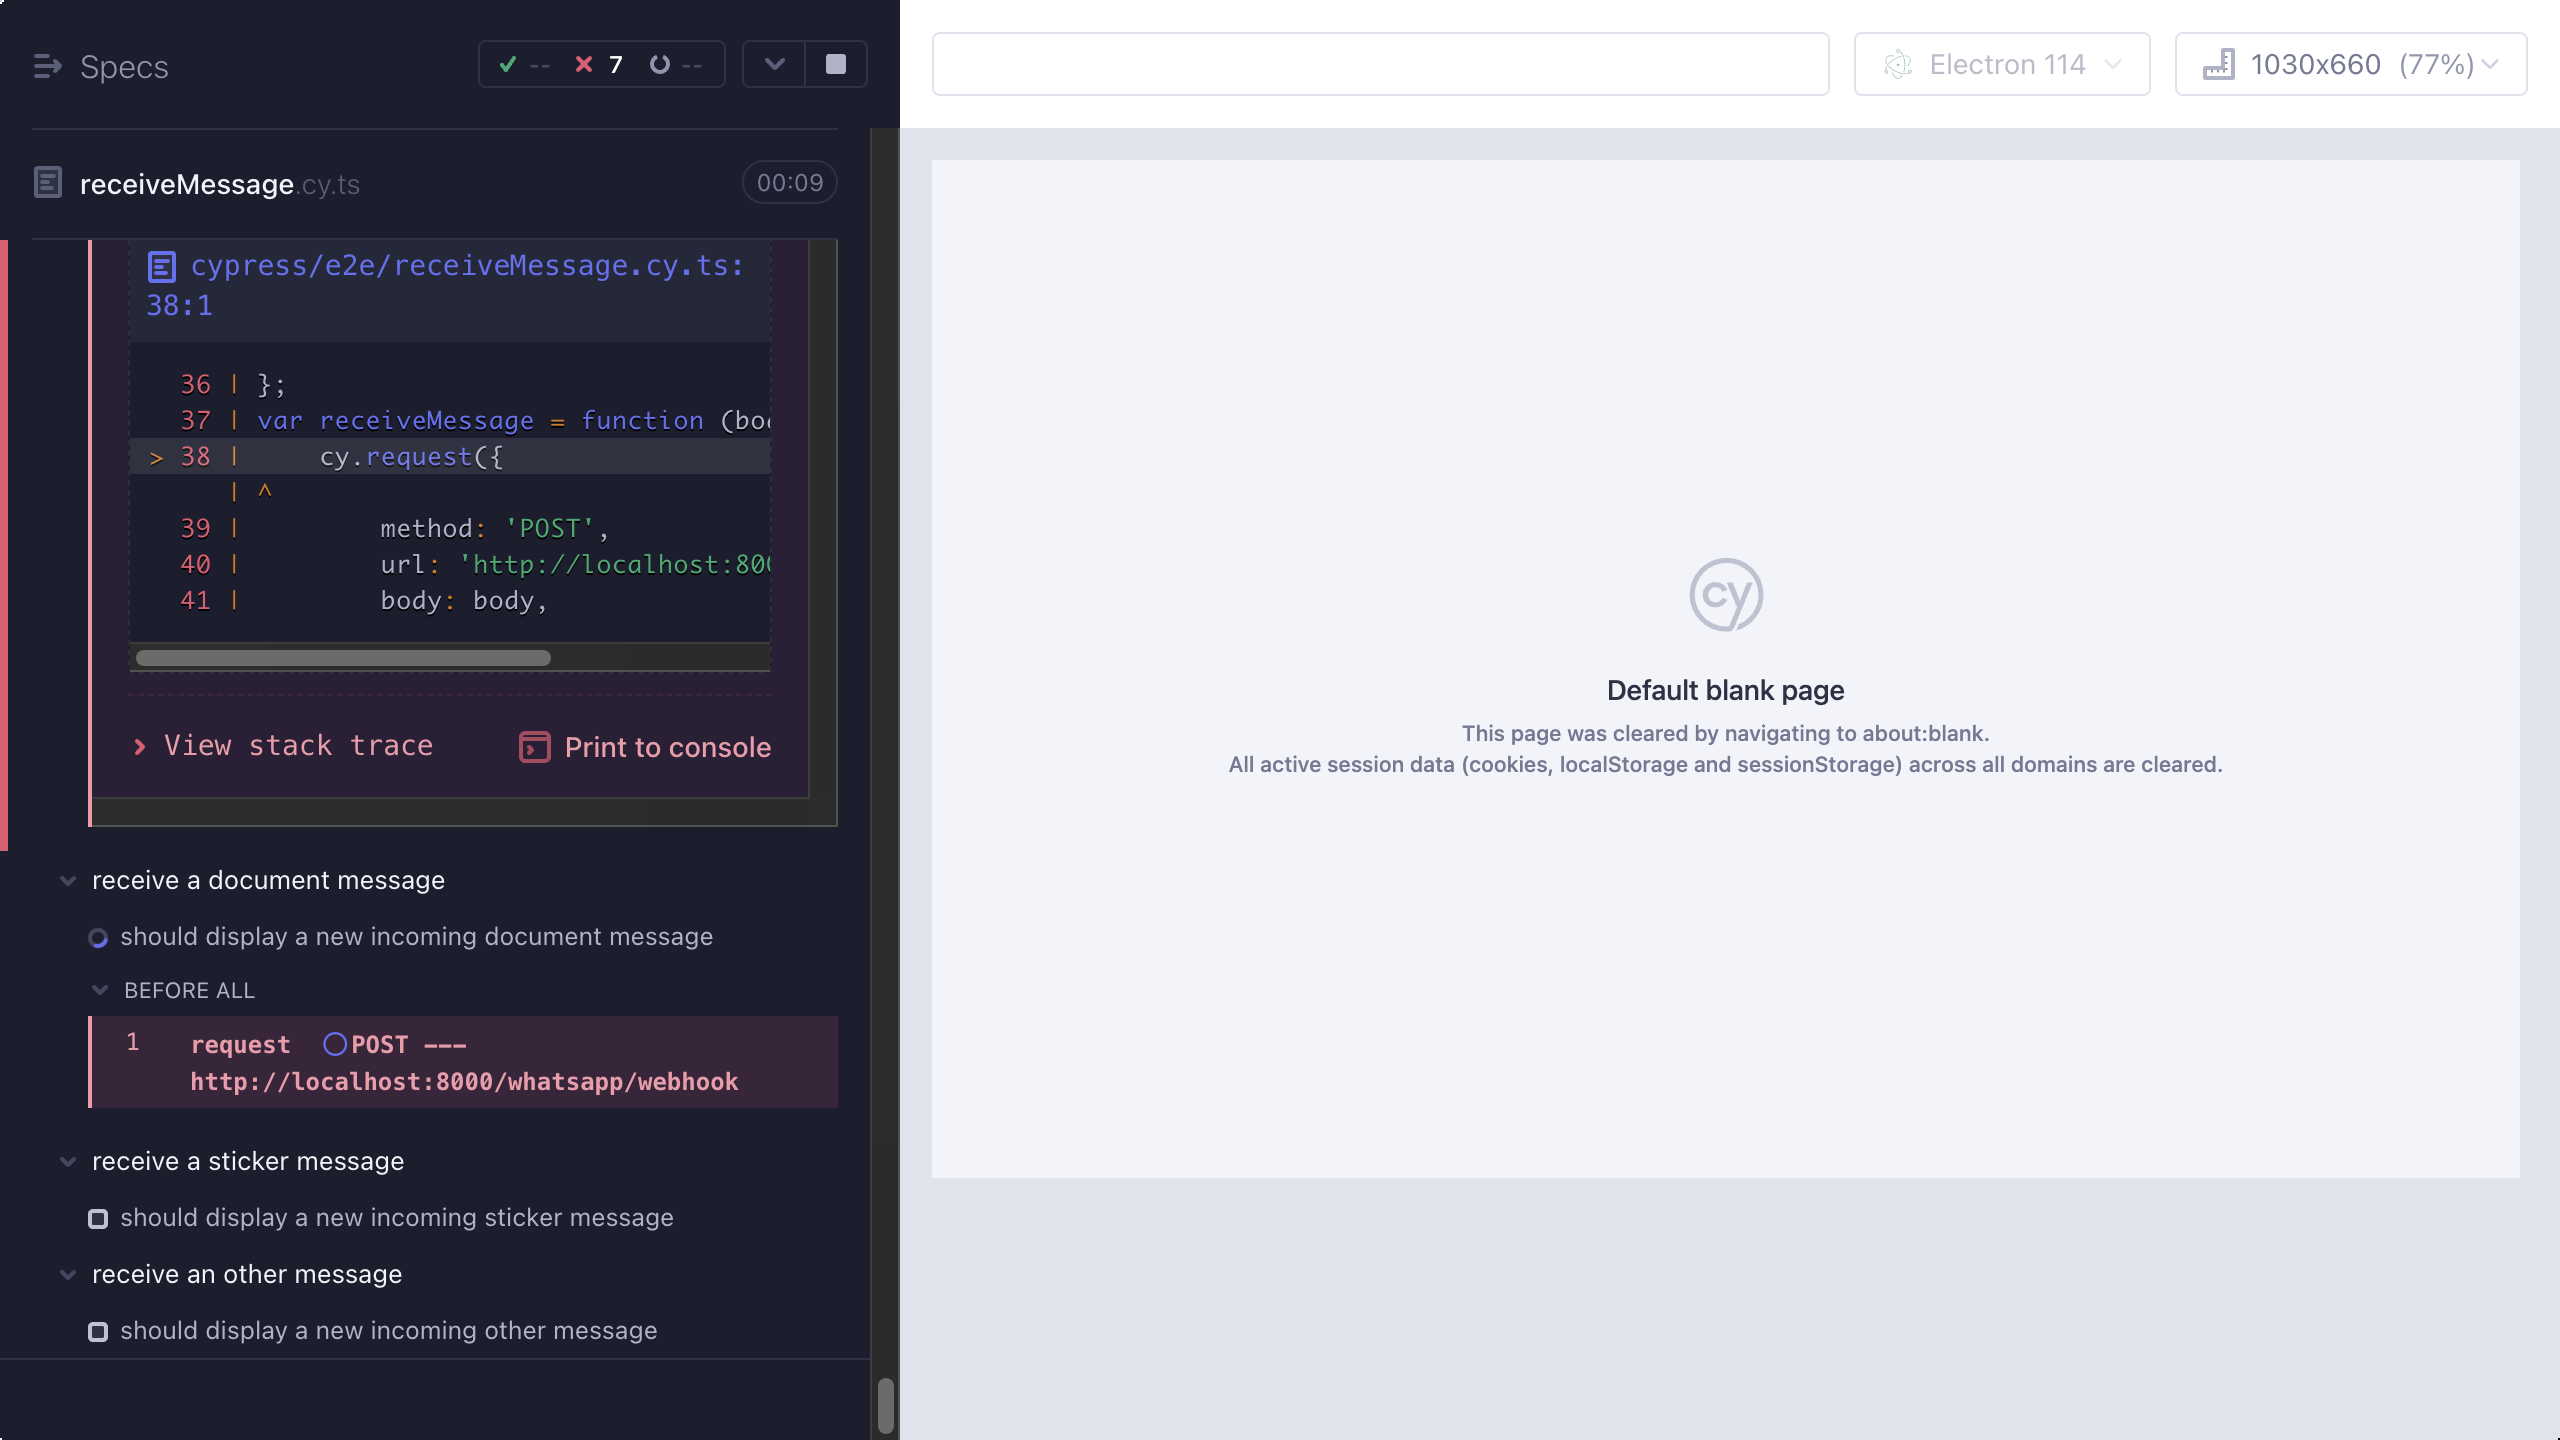 Specs
-- 7 --
receiveMessage.cy.ts 00:09
cypress/e2e/receiveMessage.cy.ts:
38:1
36 | };
37 | var receiveMessage = function (bo
> 38 |     cy.request({
| ^
39 |         method: 'POST',
40 |         url: 'http://localhost:800
41 |         body: body,
View stack trace
Print to console
receive a document message
should display a new incoming document message
BEFORE ALL
1 request POST ---
http://localhost:8000/whatsapp/webhook
receive a sticker message
should display a new incoming sticker message
receive an other message
should display a new incoming other message
Electron 114
1030x660 (77%)
cy
Default blank page
This page was cleared by navigating to about:blank.
All active session data (cookies, localStorage and sessionStorage) across all domains are cleared.